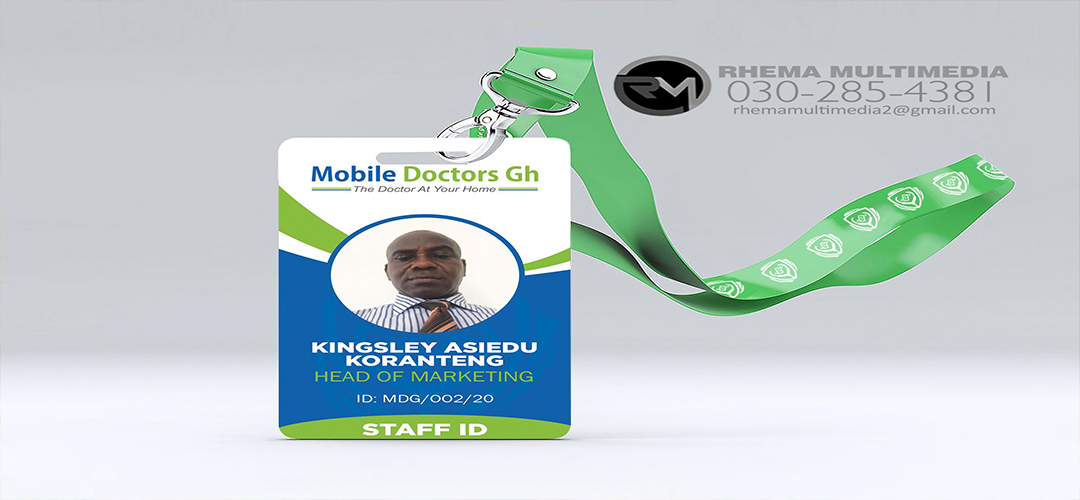 RM
RHEMA MULTIMEDIA
030-285-4381
rhemamultimedia2@gmail.com
Mobile Doctors Gh
The Doctor At Your Home
KINGSLEY ASIEDU
KORANTENG
HEAD OF MARKETING
ID: MDG/002/20
STAFF ID